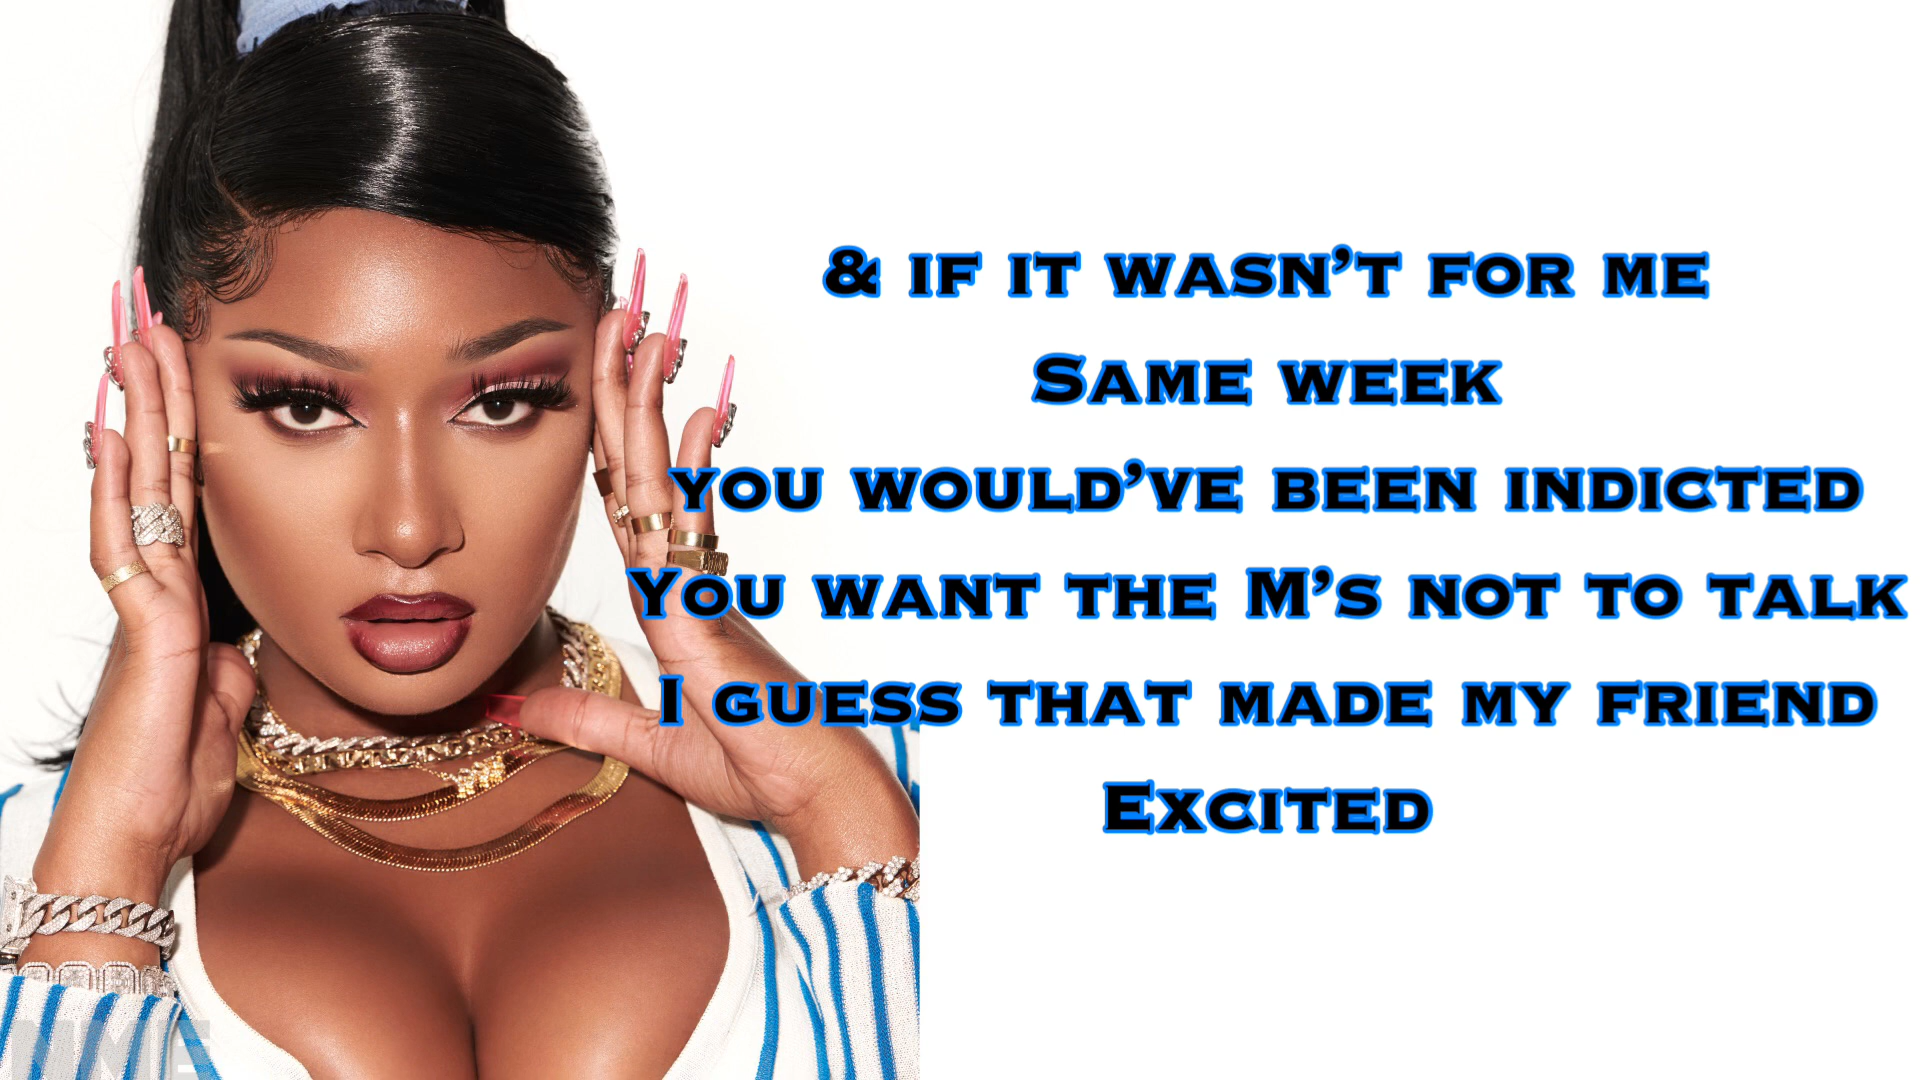 & if it wasn’t for me
Same week
you would’ve been indicted
You want the M’s not to talk
I guess that made my friend
Excited
NME